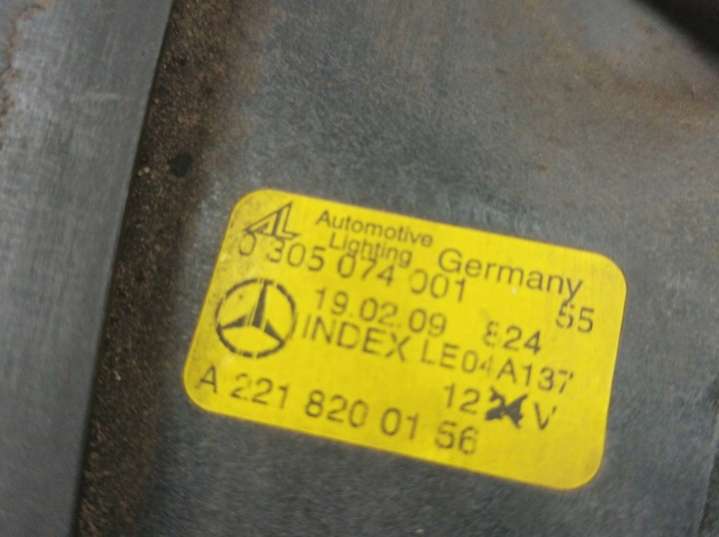 AL Automotive Lighting Germany
0 305 074 001 55
19.02.09 824
INDEX LE04A137
12 24 V
A 221 820 01 56